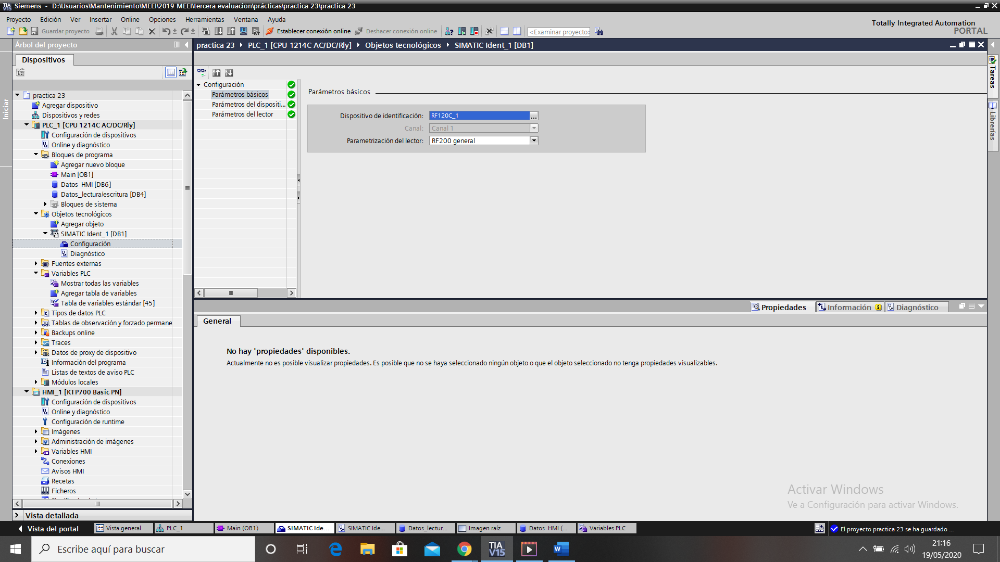 Siemens - D:\Usuarios\Mantenimiento\MEEI\2019 MEEI\tercera evaluacion\prácticas\practica 23\practica 23
Proyecto Edición Ver Insertar Online Opciones Herramientas Ventana Ayuda
Totally Integrated Automation
PORTAL
Guardar proyecto
Establecer conexión online
Deshacer conexión online
<Examinar proyecto>
Árbol del proyecto
practica 23 PLC_1 [CPU 1214C AC/DC/Rly] Objetos tecnológicos SIMATIC Ident_1 [DB1]
Dispositivos
Iniciar
practica 23
Agregar dispositivo
Dispositivos y redes
PLC_1 [CPU 1214C AC/DC/Rly]
Configuración de dispositivos
Online y diagnóstico
Bloques de programa
Agregar nuevo bloque
Main [OB1]
Datos HMI [DB6]
Datos_lectura/escritura [DB4]
Bloques de sistema
Objetos tecnológicos
Agregar objeto
SIMATIC Ident_1 [DB1]
Configuración
Diagnóstico
Fuentes externas
Variables PLC
Mostrar todas las variables
Agregar tabla de variables
Tabla de variables estándar [45]
Tipos de datos PLC
Tablas de observación y forzado permane
Backups online
Traces
Datos de proxy de dispositivo
Información del programa
Listas de textos de aviso PLC
Módulos locales
HMI_1 [KTP700 Basic PN]
Configuración de dispositivos
Online y diagnóstico
Configuración de runtime
Imágenes
Administración de imágenes
Variables HMI
Conexiones
Avisos HMI
Recetas
Ficheros
Vista detallada
Configuración
Parámetros básicos
Parámetros del dispositi...
Parámetros del lector
Parámetros básicos
Dispositivo de identificación: RF120C_1
...
Canal: Canal 1
Parametrización del lector: RF200 general
Tareas
Librerías
Propiedades
Información
Diagnóstico
General
No hay 'propiedades' disponibles.
Actualmente no es posible visualizar propiedades. Es posible que no se haya seleccionado ningún objeto o que el objeto seleccionado no tenga propiedades visualizables.
Activar Windows
Ve a Configuración para activar Windows.
Vista del portal
Vista general
PLC_1
Main (OB1)
SIMATIC Ide...
SIMATIC Ide...
Datos_lectur...
Imagen raíz
Datos HMI (...
Variables PLC
El proyecto practica 23 se ha guardado ...
Escribe aquí para buscar
TIA
V15
21:16
19/05/2020